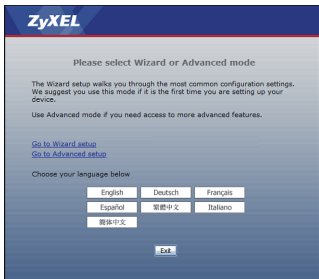 ZyXEL
Please select Wizard or Advanced mode
The Wizard setup walks you through the most common configuration settings.
We suggest you use this mode if it is the first time you are setting up your
device.
Use Advanced mode if you need access to more advanced features.
Go to Wizard setup
Go to Advanced setup
Choose your language below
English Deutsch Français
Español 繁體中文 Italiano
簡体中文
Exit